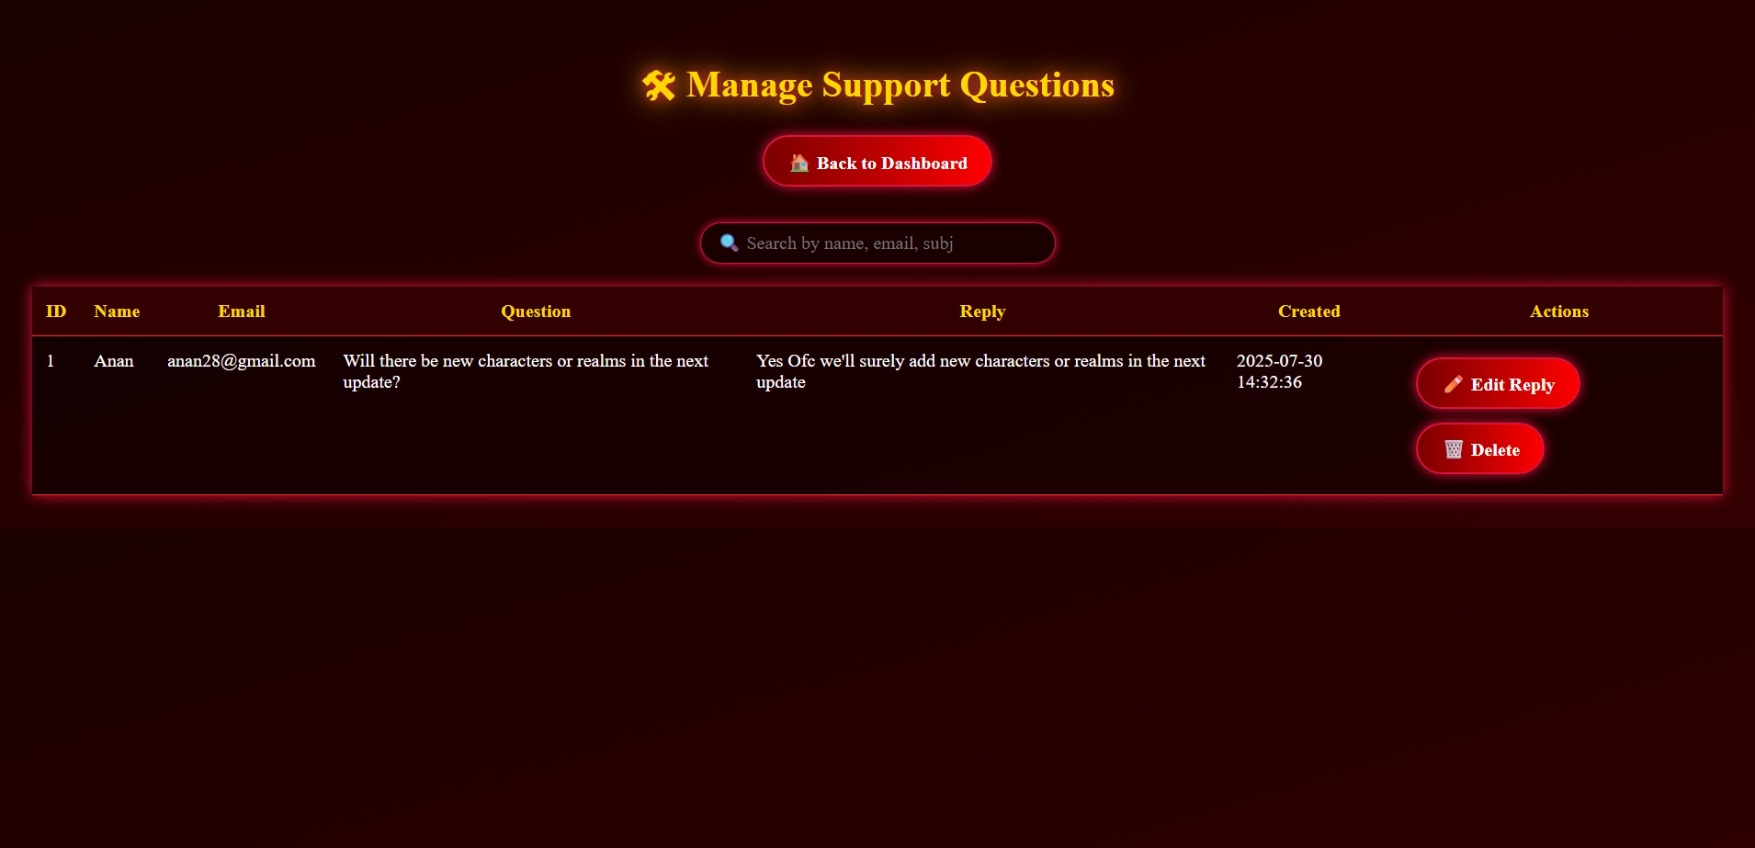 🛠 Manage Support Questions
🏠 Back to Dashboard
🔍 Search by name, email, subj
ID Name Email Question Reply Created Actions
1 Anan anan28@gmail.com Will there be new characters or realms in the next Yes Ofc we'll surely add new characters or realms in the next 2025-07-30
update? update 14:32:36
✏️ Edit Reply
🗑️ Delete